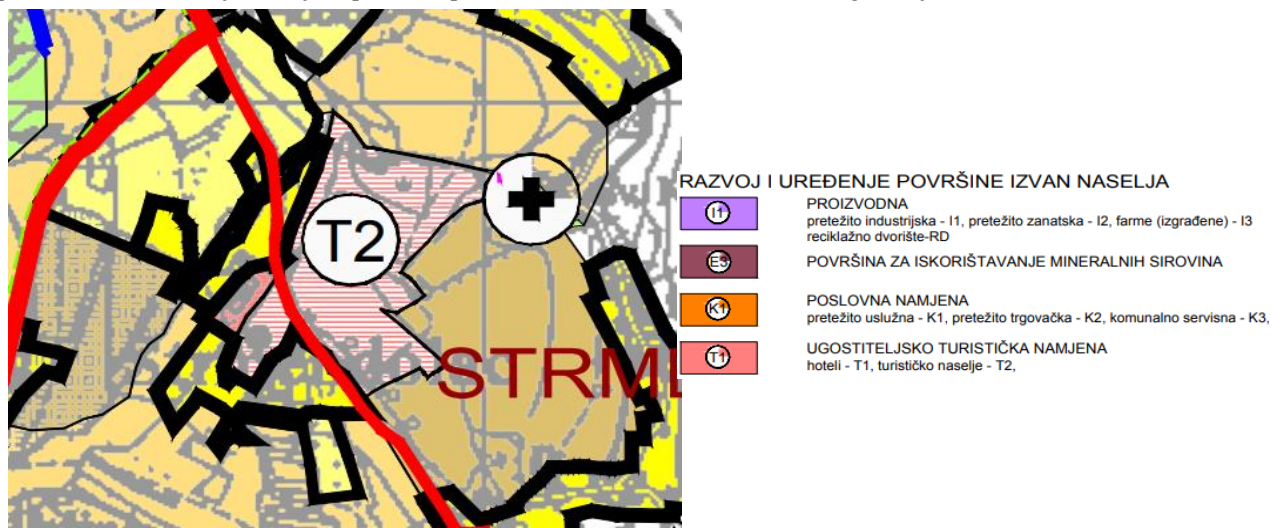 T2
STRM
RAZVOJ I UREĐENJE POVRŠINE IZVAN NASELJA
I1
PROIZVODNA
pretežito industrijska - I1, pretežito zanatska - I2, farme (izgrađene) - I3
reciklažno dvorište-RD
E3
POVRŠINA ZA ISKORIŠTAVANJE MINERALNIH SIROVINA
K1
POSLOVNA NAMJENA
pretežito uslužna - K1, pretežito trgovačka - K2, komunalno servisna - K3,
T1
UGOSTITELJSKO TURISTIČKA NAMJENA
hoteli - T1, turističko naselje - T2,